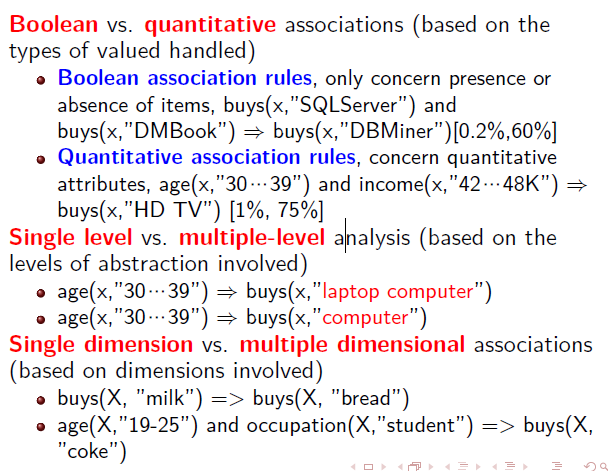 Boolean vs. quantitative associations (based on the
types of valued handled)
Boolean association rules, only concern presence or
absence of items, buys(x,"SQLServer") and
buys(x,"DMBook") ⇒ buys(x,"DBMiner")[0.2%,60%]
Quantitative association rules, concern quantitative
attributes, age(x,"30···39") and income(x,"42···48K") ⇒
buys(x,"HD TV") [1%, 75%]
Single level vs. multiple-level analysis (based on the
levels of abstraction involved)
age(x,"30···39") ⇒ buys(x,"laptop computer")
age(x,"30···39") ⇒ buys(x,"computer")
Single dimension vs. multiple dimensional associations
(based on dimensions involved)
buys(X, "milk") => buys(X, "bread")
age(X,"19-25") and occupation(X,"student") => buys(X,
"coke")